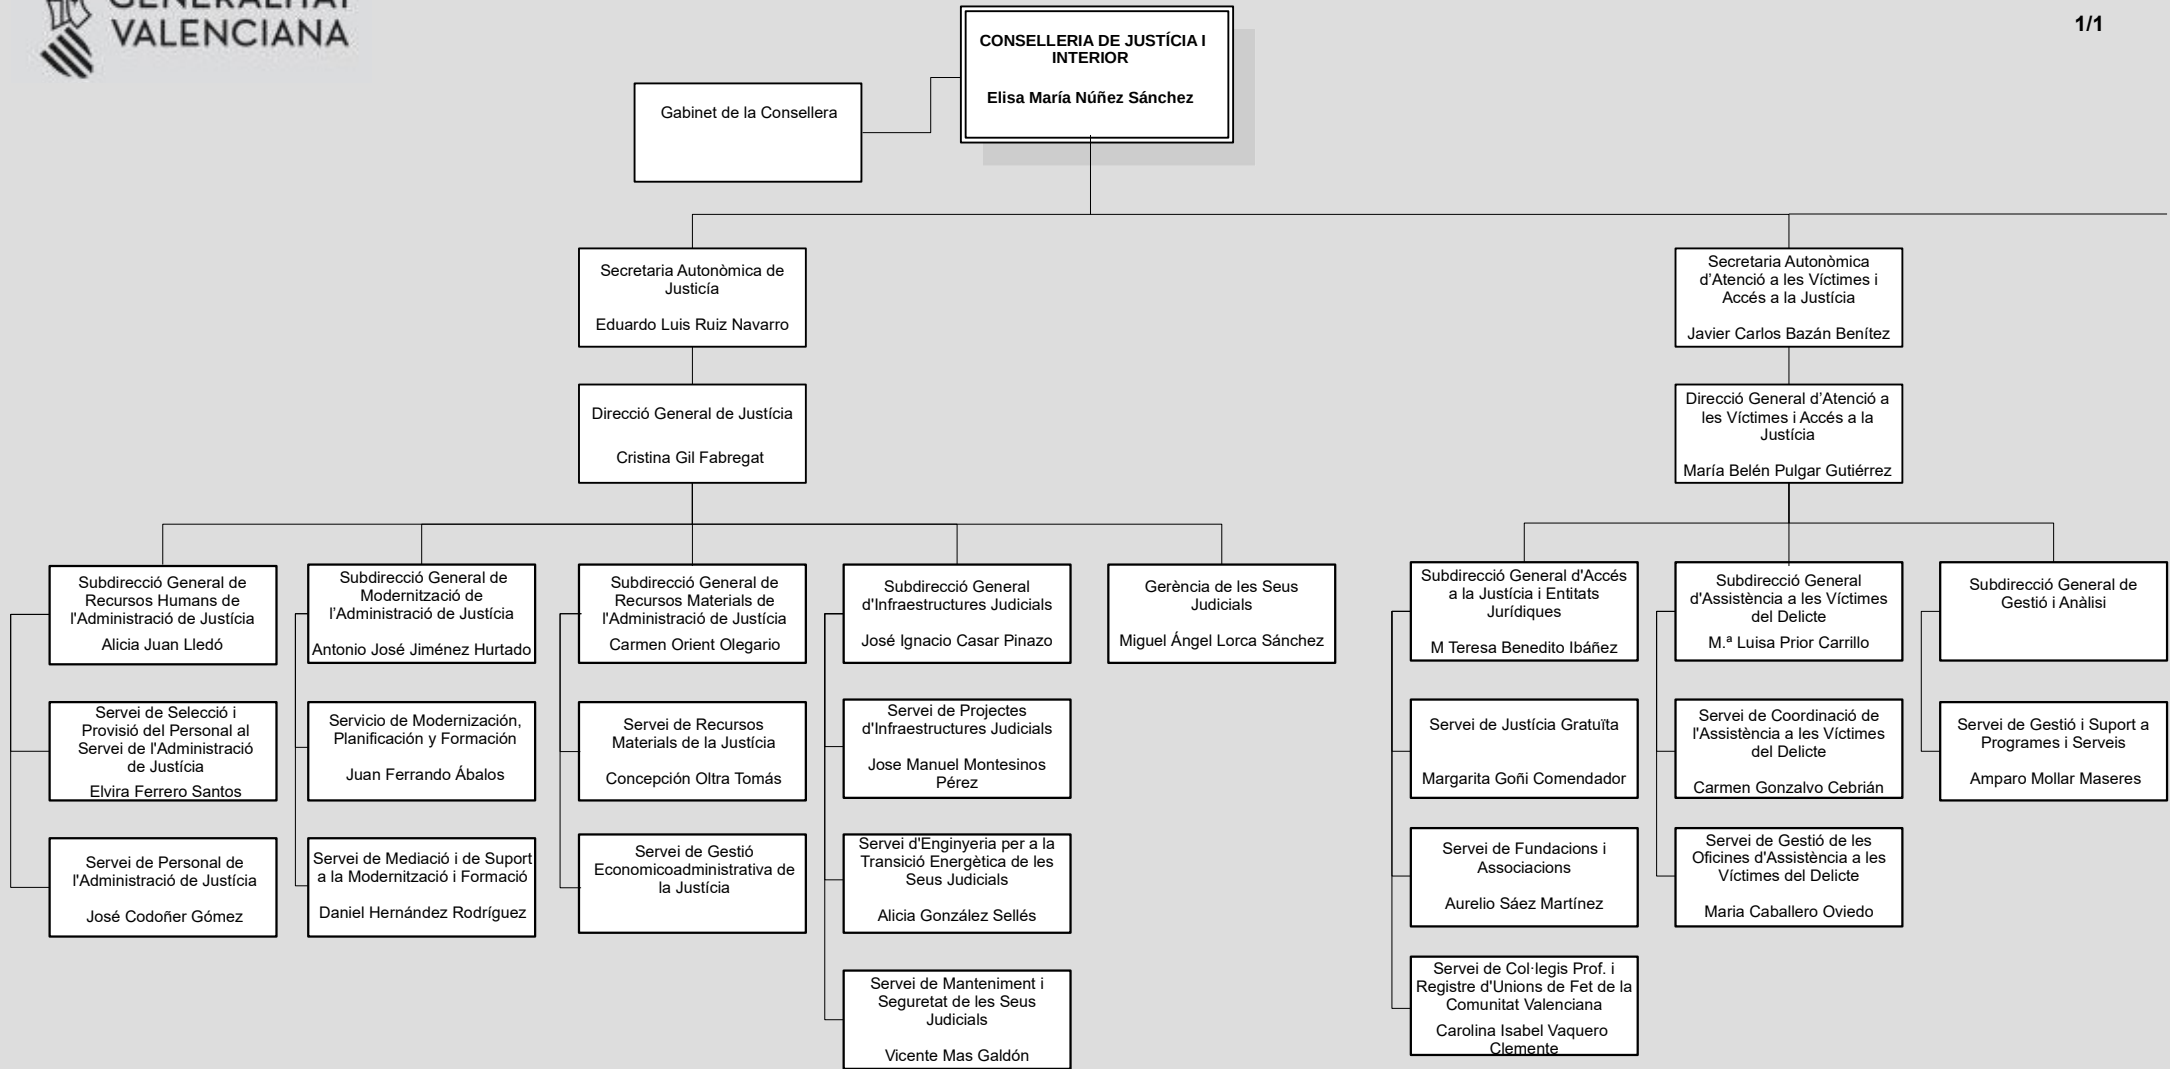 GENERALITAT
VALENCIANA
1/1
CONSELLERIA DE JUSTÍCIA I
INTERIOR
Elisa María Núñez Sánchez
Gabinet de la Consellera
Secretaria Autonòmica de
Justicía
Eduardo Luis Ruiz Navarro
Secretaria Autonòmica
d’Atenció a les Víctimes i
Accés a la Justícia
Javier Carlos Bazán Benítez
Direcció General de Justícia
Cristina Gil Fabregat
Direcció General d’Atenció a
les Víctimes i Accés a la
Justícia
María Belén Pulgar Gutiérrez
Subdirecció General de
Recursos Humans de
l'Administració de Justícia
Alicia Juan Lledó
Subdirecció General de
Modernització de
l’Administració de Justícia
Antonio José Jiménez Hurtado
Subdirecció General de
Recursos Materials de
l'Administració de Justícia
Carmen Orient Olegario
Subdirecció General
d'Infraestructures Judicials
José Ignacio Casar Pinazo
Gerència de les Seus
Judicials
Miguel Ángel Lorca Sánchez
Subdirecció General d'Accés
a la Justícia i Entitats
Jurídiques
M Teresa Benedito Ibáñez
Subdirecció General
d'Assistència a les Víctimes
del Delicte
M.ª Luisa Prior Carrillo
Subdirecció General de
Gestió i Anàlisi
Servei de Selecció i
Provisió del Personal al
Servei de l'Administració
de Justícia
Elvira Ferrero Santos
Servicio de Modernización,
Planificación y Formación
Juan Ferrando Ábalos
Servei de Recursos
Materials de la Justícia
Concepción Oltra Tomás
Servei de Projectes
d'Infraestructures Judicials
Jose Manuel Montesinos
Pérez
Servei de Justícia Gratuïta
Margarita Goñi Comendador
Servei de Coordinació de
l'Assistència a les Víctimes
del Delicte
Carmen Gonzalvo Cebrián
Servei de Gestió i Suport a
Programes i Serveis
Amparo Mollar Maseres
Servei de Personal de
l'Administració de Justícia
José Codoñer Gómez
Servei de Mediació i de Suport
a la Modernització i Formació
Daniel Hernández Rodríguez
Servei de Gestió
Economicoadministrativa de
la Justícia
Servei d'Enginyeria per a la
Transició Energètica de les
Seus Judicials
Alicia González Sellés
Servei de Fundacions i
Associacions
Aurelio Sáez Martínez
Servei de Gestió de les
Oficines d'Assistència a les
Víctimes del Delicte
Maria Caballero Oviedo
Servei de Manteniment i
Seguretat de les Seus
Judicials
Vicente Mas Galdón
Servei de Col·legis Prof. i
Registre d'Unions de Fet de la
Comunitat Valenciana
Carolina Isabel Vaquero
Clemente